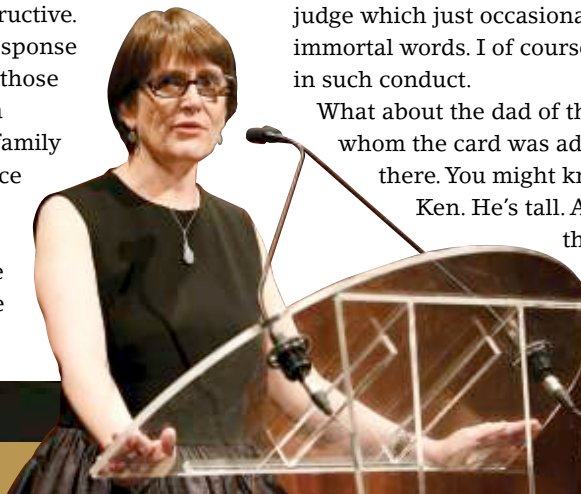 ructive.
sponse
those
family
ce
judge which just occasiona
immortal words. I of course
in such conduct.
What about the dad of th
whom the card was ad
there. You might kn
Ken. He's tall. A
th